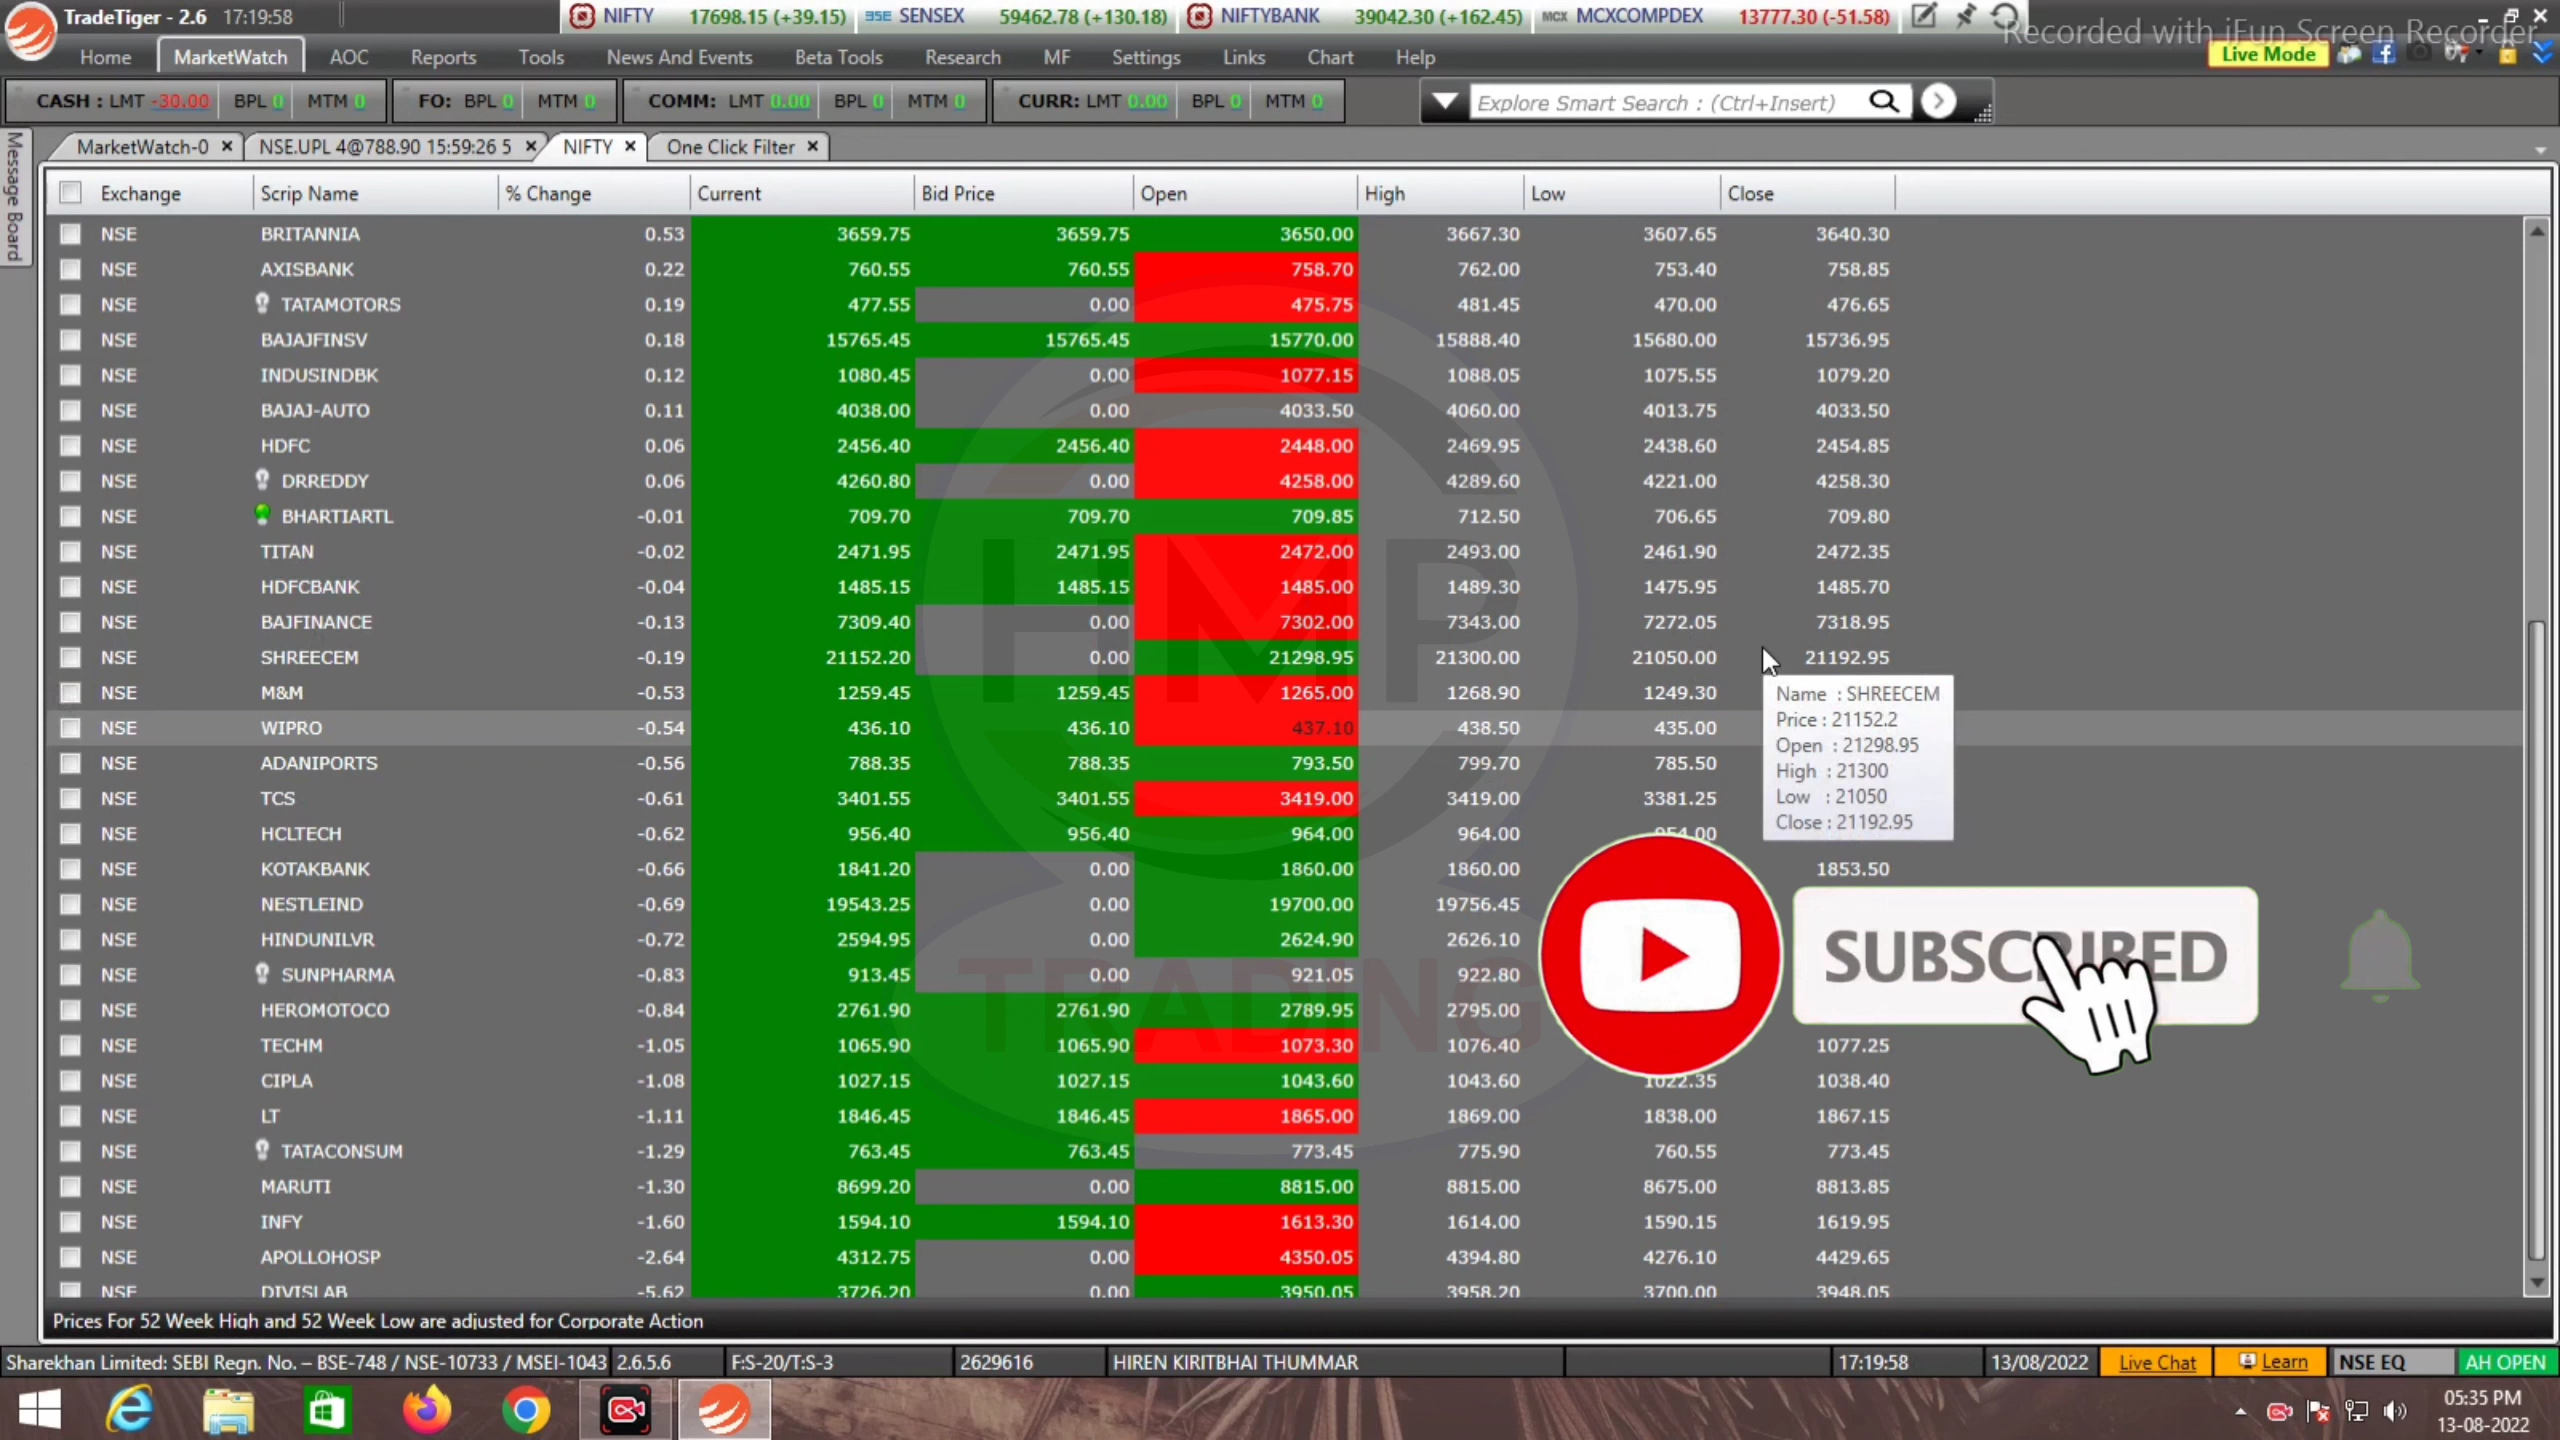 TradeTiger - 2.6 17:19:58 NIFTY 17698.15 (+39.15) BSE SENSEX 59462.78 (+130.18) NIFTYBANK 39042.30 (+162.45) MCX MCXCOMPDEX 13777.30 (-51.58)
Recorded with iFun Screen Recorder
Home MarketWatch AOC Reports Tools News And Events Beta Tools Research MF Settings Links Chart Help Live Mode
CASH : LMT -30.00 BPL 0 MTM 0 FO: BPL 0 MTM 0 COMM: LMT 0.00 BPL 0 MTM 0 CURR: LMT 0.00 BPL 0 MTM 0 Explore Smart Search : (Ctrl+Insert)
Message Board
MarketWatch-0 NSE.UPL 4@788.90 15:59:26 5 NIFTY One Click Filter
Exchange Scrip Name % Change Current Bid Price Open High Low Close
NSE BRITANNIA 0.53 3659.75 3659.75 3650.00 3667.30 3607.65 3640.30
NSE AXISBANK 0.22 760.55 760.55 758.70 762.00 753.40 758.85
NSE TATAMOTORS 0.19 477.55 0.00 475.75 481.45 470.00 476.65
NSE BAJAJFINSV 0.18 15765.45 15765.45 15770.00 15888.40 15680.00 15736.95
NSE INDUSINDBK 0.12 1080.45 0.00 1077.15 1088.05 1075.55 1079.20
NSE BAJAJ-AUTO 0.11 4038.00 0.00 4033.50 4060.00 4013.75 4033.50
NSE HDFC 0.06 2456.40 2456.40 2448.00 2469.95 2438.60 2454.85
NSE DRREDDY 0.06 4260.80 0.00 4258.00 4289.60 4221.00 4258.30
NSE BHARTIARTL -0.01 709.70 709.70 709.85 712.50 706.65 709.80
NSE TITAN -0.02 2471.95 2471.95 2472.00 2493.00 2461.90 2472.35
NSE HDFCBANK -0.04 1485.15 1485.15 1485.00 1489.30 1475.95 1485.70
NSE BAJFINANCE -0.13 7309.40 0.00 7302.00 7343.00 7272.05 7318.95
NSE SHREECEM -0.19 21152.20 0.00 21298.95 21300.00 21050.00 21192.95
NSE M&M -0.53 1259.45 1259.45 1265.00 1268.90 1249.30
NSE WIPRO -0.54 436.10 436.10 437.10 438.50 435.00
NSE ADANIPORTS -0.56 788.35 788.35 793.50 799.70 785.50
NSE TCS -0.61 3401.55 3401.55 3419.00 3419.00 3381.25
NSE HCLTECH -0.62 956.40 956.40 964.00 964.00 954.00
NSE KOTAKBANK -0.66 1841.20 0.00 1860.00 1860.00 1853.50
NSE NESTLEIND -0.69 19543.25 0.00 19700.00 19756.45
NSE HINDUNILVR -0.72 2594.95 0.00 2624.90 2626.10
NSE SUNPHARMA -0.83 913.45 0.00 921.05 922.80
NSE HEROMOTOCO -0.84 2761.90 2761.90 2789.95 2795.00
NSE TECHM -1.05 1065.90 1065.90 1073.30 1076.40 1077.25
NSE CIPLA -1.08 1027.15 1027.15 1043.60 1043.60 1022.35 1038.40
NSE LT -1.11 1846.45 1846.45 1865.00 1869.00 1838.00 1867.15
NSE TATACONSUM -1.29 763.45 763.45 773.45 775.90 760.55 773.45
NSE MARUTI -1.30 8699.20 0.00 8815.00 8815.00 8675.00 8813.85
NSE INFY -1.60 1594.10 1594.10 1613.30 1614.00 1590.15 1619.95
NSE APOLLOHOSP -2.64 4312.75 0.00 4350.05 4394.80 4276.10 4429.65
NSE DIVISLAB -5.62 3726.20 0.00 3950.05 3958.20 3700.00 3948.05
Name : SHREECEM
Price : 21152.2
Open : 21298.95
High : 21300
Low : 21050
Close : 21192.95
HMP
TRADING
SUBSCRIBED
Prices For 52 Week High and 52 Week Low are adjusted for Corporate Action
Sharekhan Limited: SEBI Regn. No. – BSE-748 / NSE-10733 / MSEI-1043 2.6.5.6 F:S-20/T:S-3 2629616 HIREN KIRITBHAI THUMMAR 17:19:58 13/08/2022 Live Chat Learn NSE EQ AH OPEN
05:35 PM
13-08-2022